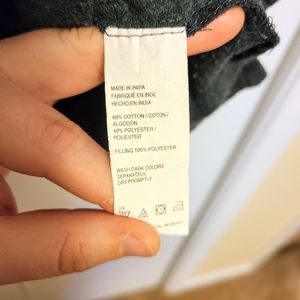 MADE IN INDIA
FABRIQUÉ EN INDE
HECHO EN INDIA
60% COTTON / COTON /
ALGODÓN
40% POLYESTER /
POLIÉSTER
FILLING 100% POLYESTER
WASH DARK COLORS
SEPARATELY.
DRY PROMPTLY